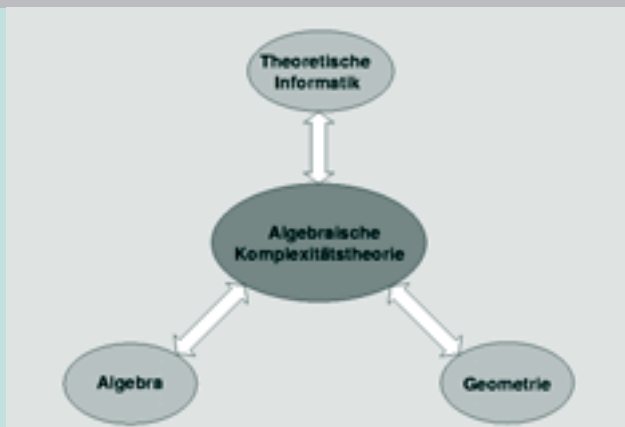 Theoretische
Informatik
Algebraische
Komplexitätstheorie
Algebra
Geometrie